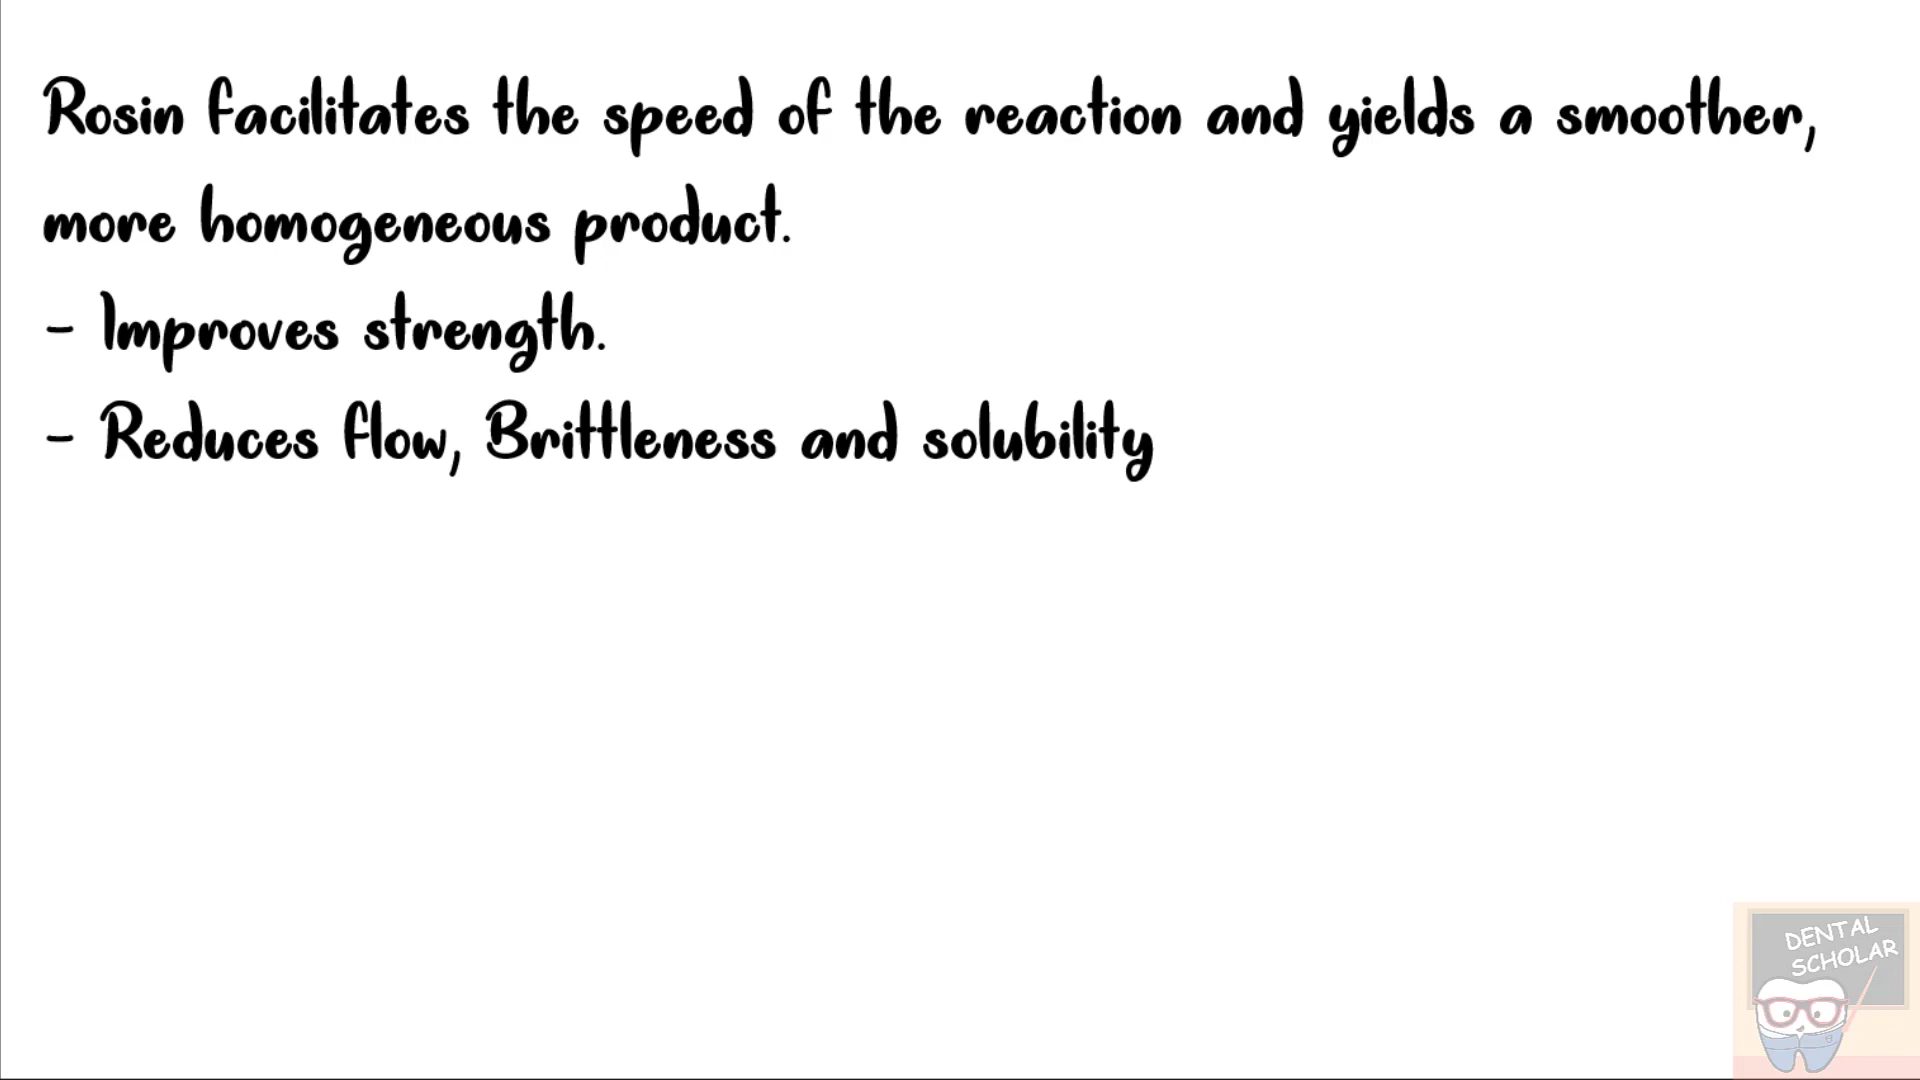 Rosin facilitates the speed of the reaction and yields a smoother,
more homogeneous product.
- Improves strength.
- Reduces flow, Brittleness and solubility
DENTAL
SCHOLAR